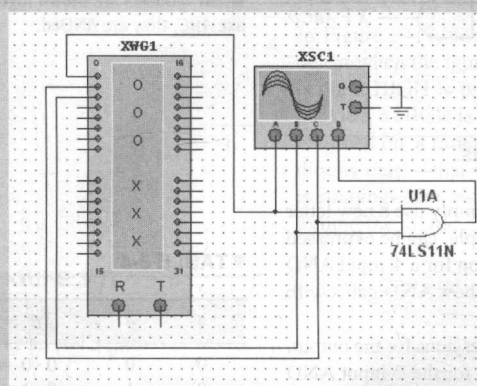 XWG1
0 16
O
O
O
X
X
X
15 31
R T
XSC1
G
T
A B C D
U1A
74LS11N